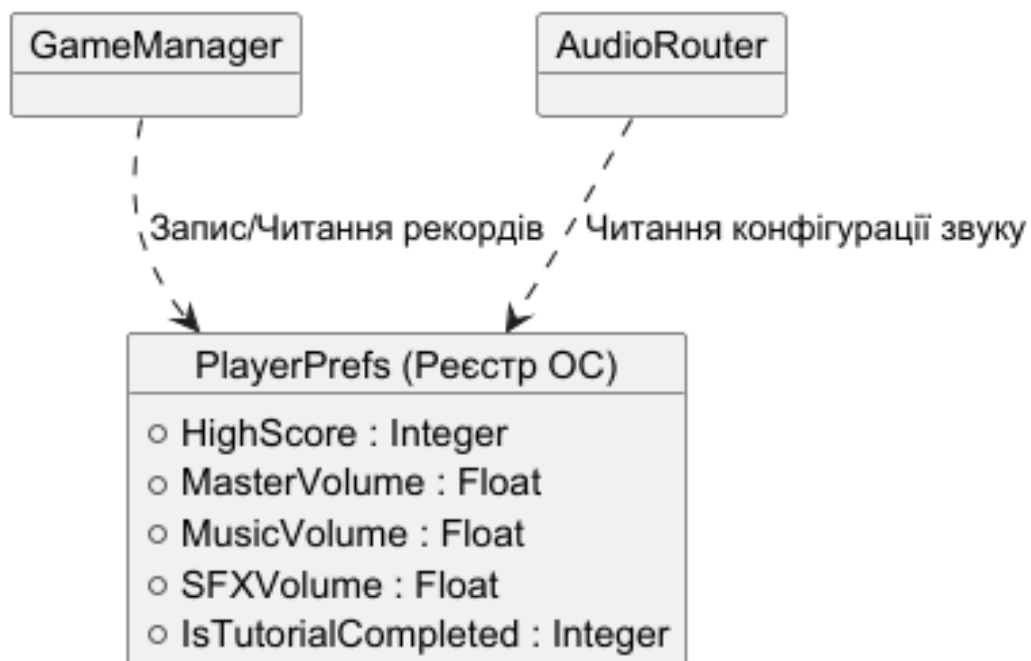 GameManager
AudioRouter
Запис/Читання рекордів
Читання конфігурації звуку
PlayerPrefs (Реєстр ОС)
HighScore : Integer
MasterVolume : Float
MusicVolume : Float
SFXVolume : Float
IsTutorialCompleted : Integer